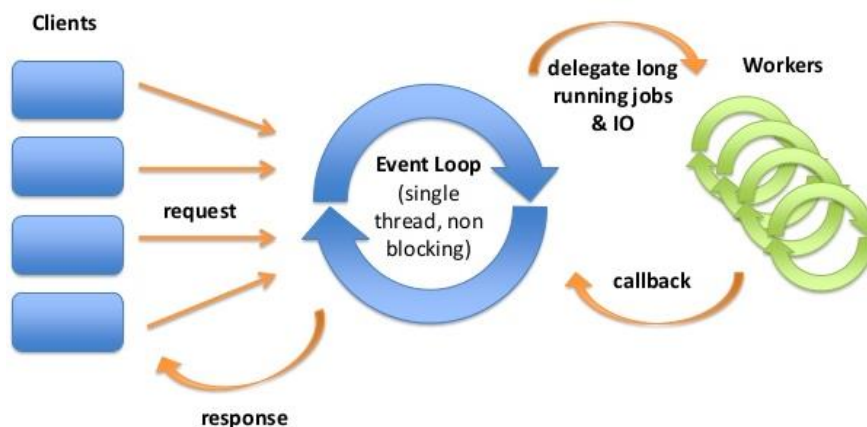 Clients
request
response
Event Loop
(single
thread, non
blocking)
delegate long
running jobs
& IO
callback
Workers